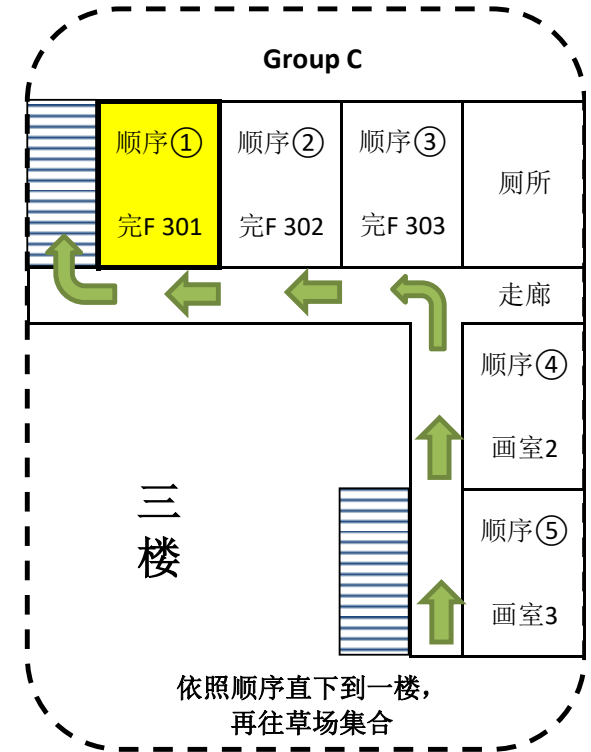 Group C
顺序① 顺序② 顺序③
厕所
完F 301 完F 302 完F 303
走廊
顺序④
画室2
三
楼
顺序⑤
画室3
依照顺序直下到一楼，
再往草场集合